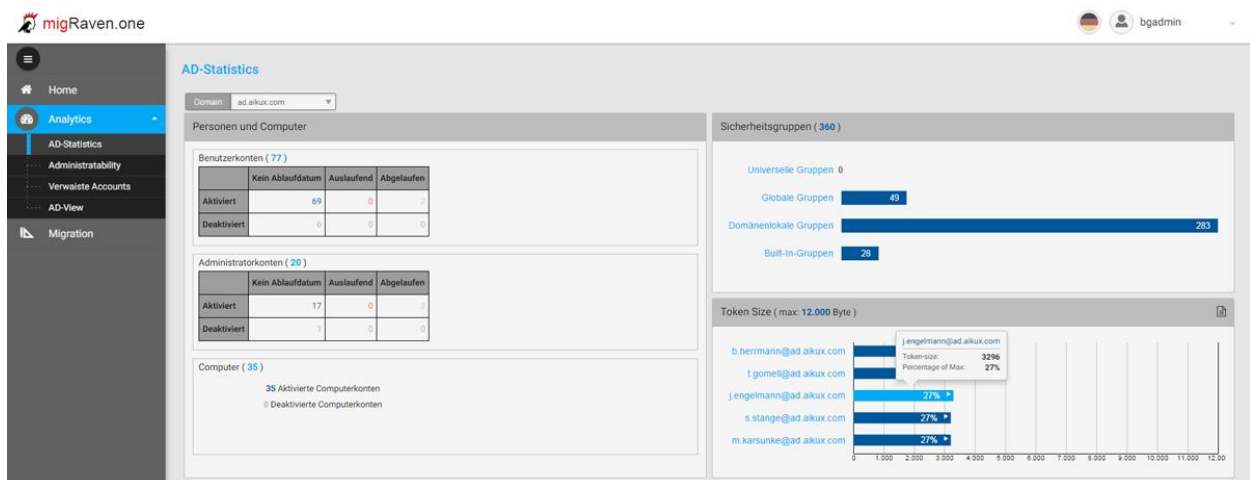 migRaven.one
bgadmin
Home
Analytics
AD-Statistics
Administratability
Verwaiste Accounts
AD-View
Migration
AD-Statistics
Domain: ad.aikux.com
Personen und Computer
Benutzerkonten ( 77 )
Kein Ablaufdatum Auslaufend Abgelaufen
Aktiviert 69 0 2
Deaktiviert 6 0 0
Administratorkonten ( 20 )
Kein Ablaufdatum Auslaufend Abgelaufen
Aktiviert 17 0 2
Deaktiviert 1 0 0
Computer ( 35 )
35 Aktivierte Computerkonten
0 Deaktivierte Computerkonten
Sicherheitsgruppen ( 360 )
Universelle Gruppen 0
Globale Gruppen 49
Domänenlokale Gruppen 283
Built-In-Gruppen 28
Token Size ( max: 12.000 Byte )
j.engelmann@ad.aikux.com
Token-size: 3296
Percentage of Max: 27%
b.herrmann@ad.aikux.com
t.gomell@ad.aikux.com
j.engelmann@ad.aikux.com 27%
s.stange@ad.aikux.com 27%
m.karsunke@ad.aikux.com 27%
0 1.000 2.000 3.000 4.000 5.000 6.000 7.000 8.000 9.000 10.000 11.000 12.00